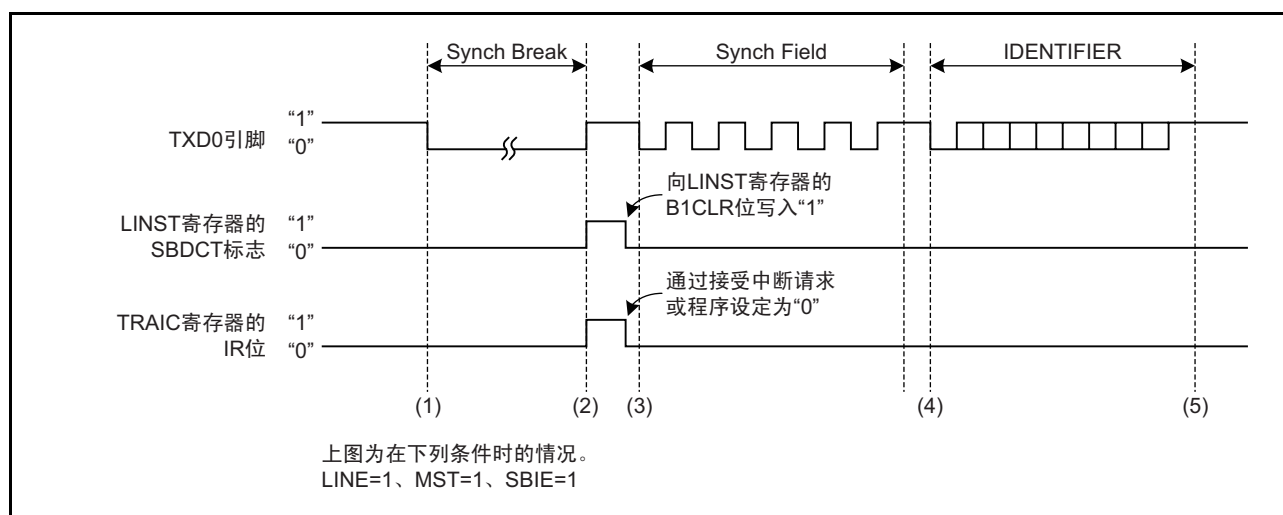 Synch Break
Synch Field
IDENTIFIER
TXD0引脚
“1”
“0”
向LINST寄存器的
B1CLR位写入“1”
LINST寄存器的
SBDCT标志
“1”
“0”
通过接受中断请求
或程序设定为“0”
TRAIC寄存器的
IR位
“1”
“0”
(1)
(2)
(3)
(4)
(5)
上图为在下列条件时的情况。
LINE=1、MST=1、SBIE=1